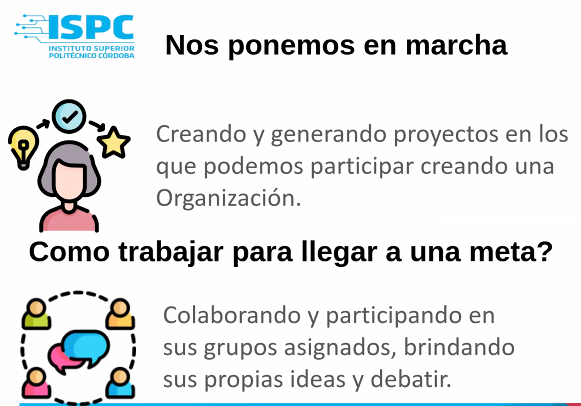 ISPC
INSTITUTO SUPERIOR
POLITÉCNICO CÓRDOBA
Nos ponemos en marcha
Creando y generando proyectos en los
que podemos participar creando una
Organización.
Como trabajar para llegar a una meta?
Colaborando y participando en
sus grupos asignados, brindando
sus propias ideas y debatir.